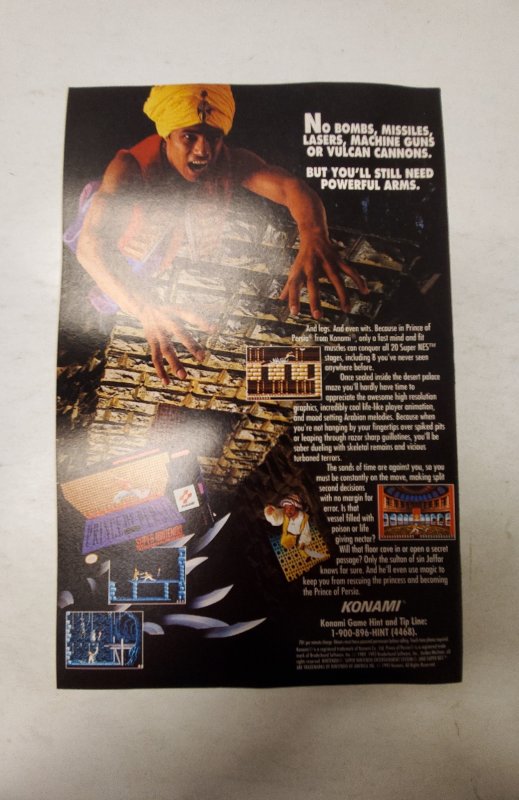 NO BOMBS, MISSILES,
LASERS, MACHINE GUNS
OR VULCAN CANNONS.
BUT YOU'LL STILL NEED
POWERFUL ARMS.
And legs. And even wits. Because in Prince of
Persia® from Konami®, only a fast mind and fit
muscles can conquer all 20 Super NES™
stages, including 8 you've never seen
anywhere before.
Once sealed inside the desert palace
maze you'll hardly have time to
appreciate the awesome high resolution
graphics, incredibly cool life-like player animation,
and mood setting Arabian melodies. Because when
you're not hanging by your fingertips over spiked pits
or leaping through razor sharp guillotines, you'll be
saber dueling with skeletal remains and vicious
turbaned terrors.
The sands of time are against you, so you
must be constantly on the move, making split
second decisions
with no margin for
error. Is that
vessel filled with
poison or life
giving nectar?
Will that floor cave in or open a secret
passage? Only the sultan of sin Jaffar
knows for sure. And he'll even use magic to
keep you from rescuing the princess and becoming
the Prince of Persia.
PRINCE OF PERSIA
SUPER NINTENDO
KONAMI
KONAMI™
Konami Game Hint and Tip Line:
1-900-896-HINT (4468).